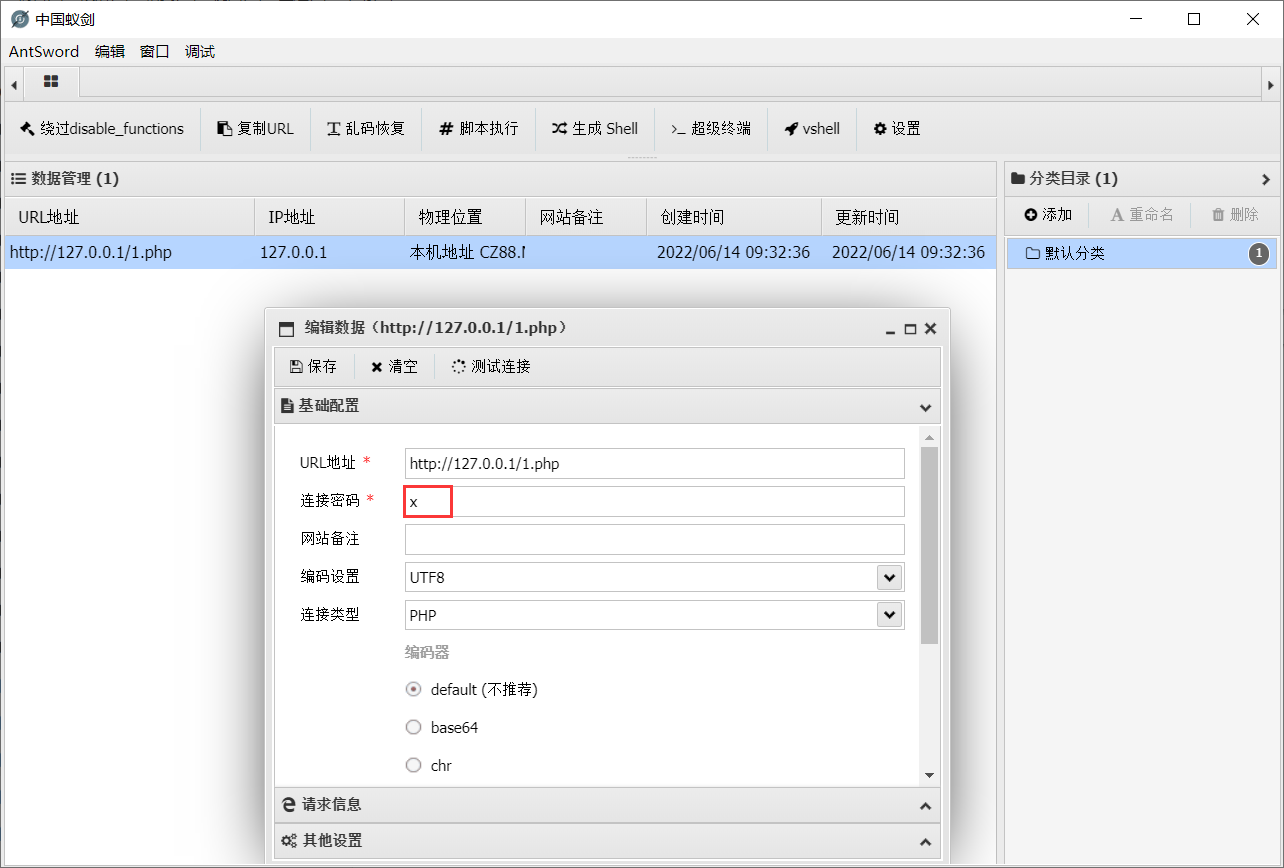 中国蚁剑
AntSword 编辑 窗口 调试
绕过disable_functions 复制URL 乱码恢复 脚本执行 生成 Shell 超级终端 vshell 设置
数据管理 (1)
分类目录 (1)
URL地址 IP地址 物理位置 网站备注 创建时间 更新时间
添加 重命名 删除
http://127.0.0.1/1.php 127.0.0.1 本机地址 CZ88.N 2022/06/14 09:32:36 2022/06/14 09:32:36
默认分类 1
编辑数据（http://127.0.0.1/1.php）
保存 清空 测试连接
基础配置
URL地址 * http://127.0.0.1/1.php
连接密码 * x
网站备注
编码设置 UTF8
连接类型 PHP
编码器
default (不推荐)
base64
chr
请求信息
其他设置